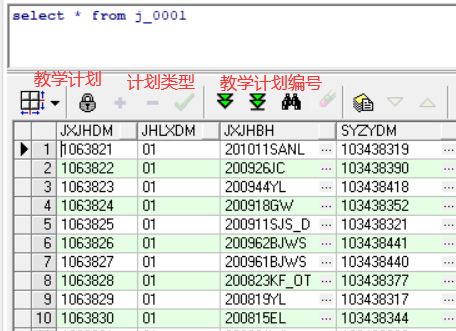 select * from j_0001
教学计划 计划类型 教学计划编号
JXJHDM JHLXDM JXJHBH SYZYDM
1 1063821 01 201011SANL ... 103438319 ...
2 1063822 01 200926JC ... 103438390 ...
3 1063823 01 200944YL ... 103438418 ...
4 1063824 01 200918GW ... 103438352 ...
5 1063825 01 200911SJS_D ... 103438321 ...
6 1063826 01 200962BJWS ... 103438441 ...
7 1063827 01 200961BJWS ... 103438440 ...
8 1063828 01 200823KF_OT ... 103438377 ...
9 1063829 01 200819YL ... 103438317 ...
10 1063830 01 200815EL ... 103438344 ...